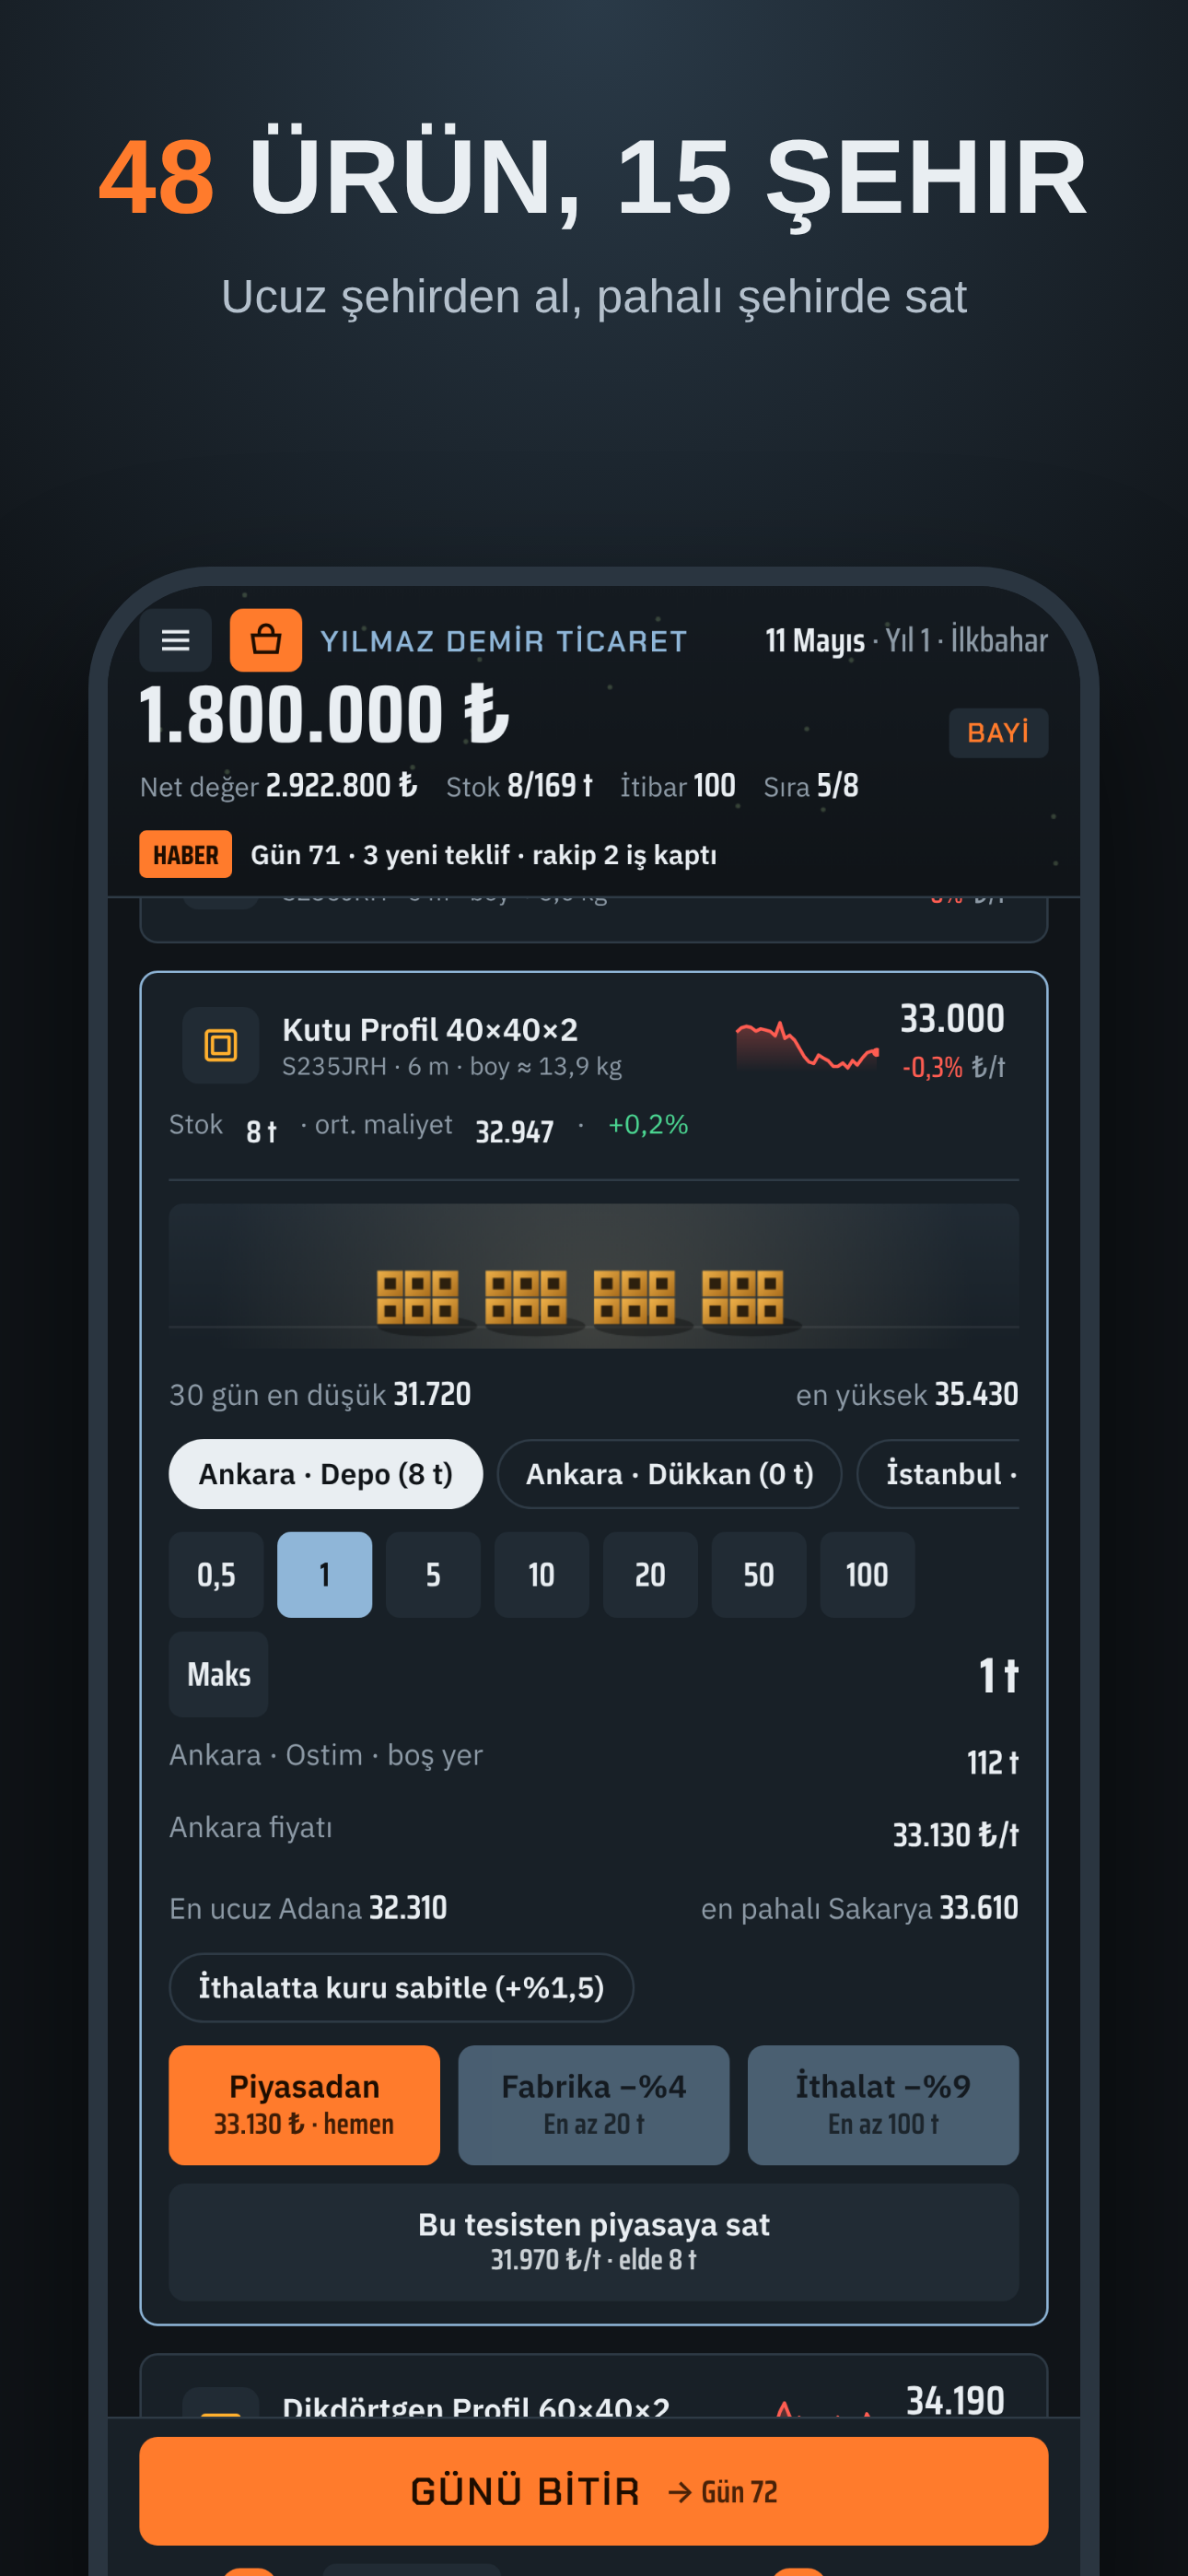 48 ÜRÜN, 15 ŞEHIR
Ucuz şehirden al, pahalı şehirde sat
YILMAZ DEMİR TİCARET 11 Mayıs · Yıl 1 · İlkbahar
1.800.000 ₺
BAYİ
Net değer 2.922.800 ₺ Stok 8/169 t İtibar 100 Sıra 5/8
HABER Gün 71 · 3 yeni teklif · rakip 2 iş kaptı
Kutu Profil 40×40×2 33.000
S235JRH · 6 m · boy ≈ 13,9 kg -0,3% ₺/t
Stok 8 t · ort. maliyet 32.947 · +0,2%
30 gün en düşük 31.720 en yüksek 35.430
Ankara · Depo (8 t) Ankara · Dükkan (0 t) İstanbul ·
0,5 1 5 10 20 50 100
Maks 1 t
Ankara · Ostim · boş yer 112 t
Ankara fiyatı 33.130 ₺/t
En ucuz Adana 32.310 en pahalı Sakarya 33.610
İthalatta kuru sabitle (+%1,5)
Piyasadan Fabrika −%4 İthalat −%9
33.130 ₺ · hemen En az 20 t En az 100 t
Bu tesisten piyasaya sat
31.970 ₺/t · elde 8 t
Dikdörtgen Profil 60×40×2 34.190
GÜNÜ BİTİR → Gün 72